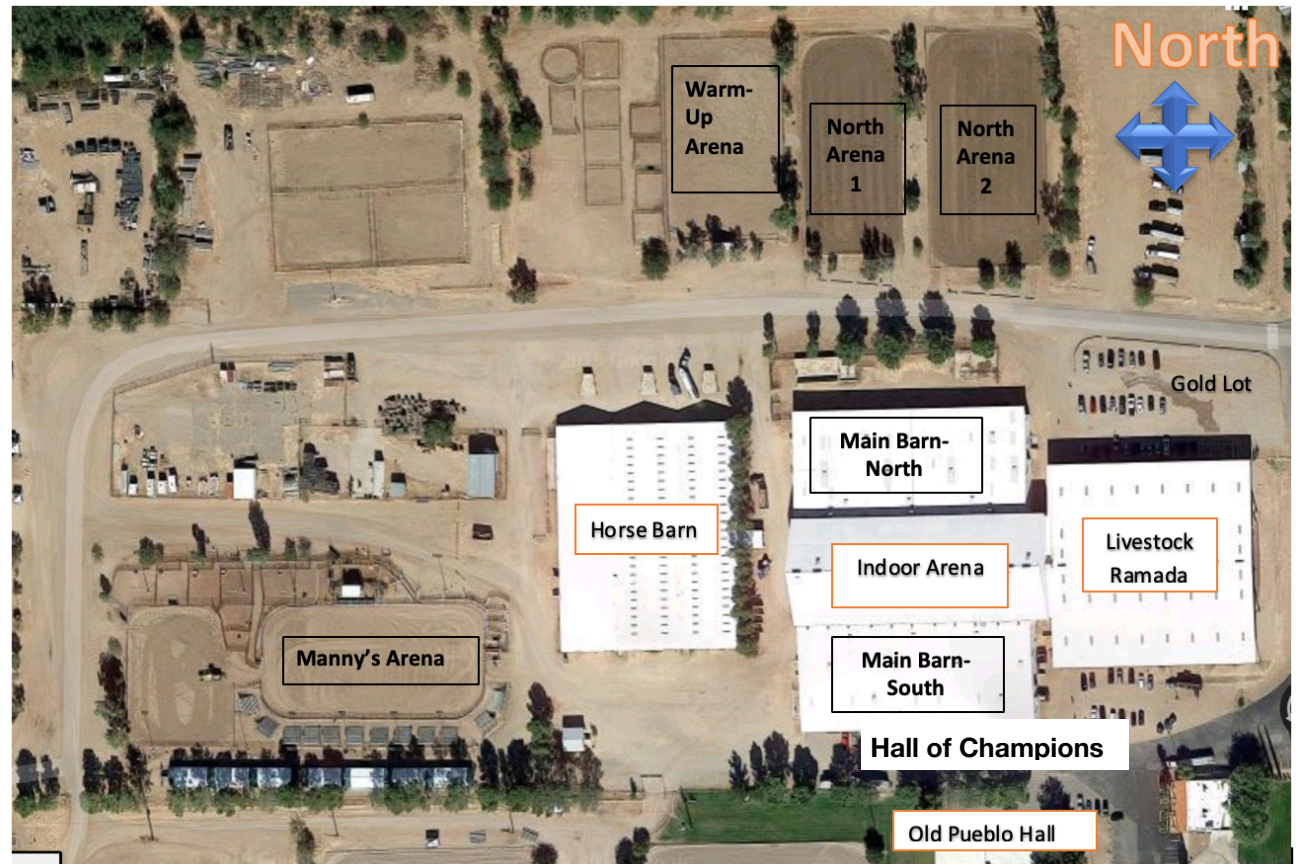 North
Warm-
Up
Arena
North
Arena
1
North
Arena
2
Gold Lot
Main Barn-
North
Horse Barn
Indoor Arena
Livestock
Ramada
Manny's Arena
Main Barn-
South
Hall of Champions
Old Pueblo Hall